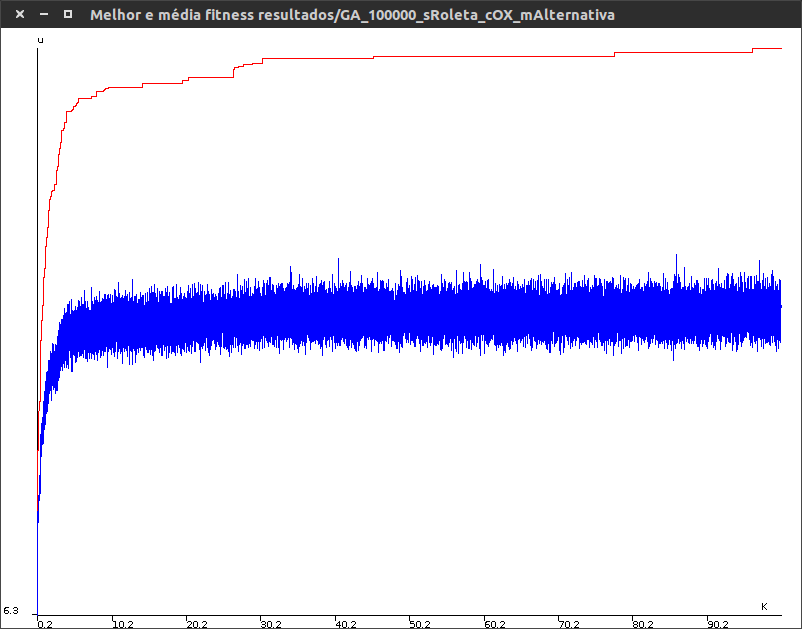 Melhor e média fitness resultados/GA_100000_sRoleta_cOX_mAlternativa
u
6.3
K
0.2 10.2 20.2 30.2 40.2 50.2 60.2 70.2 80.2 90.2